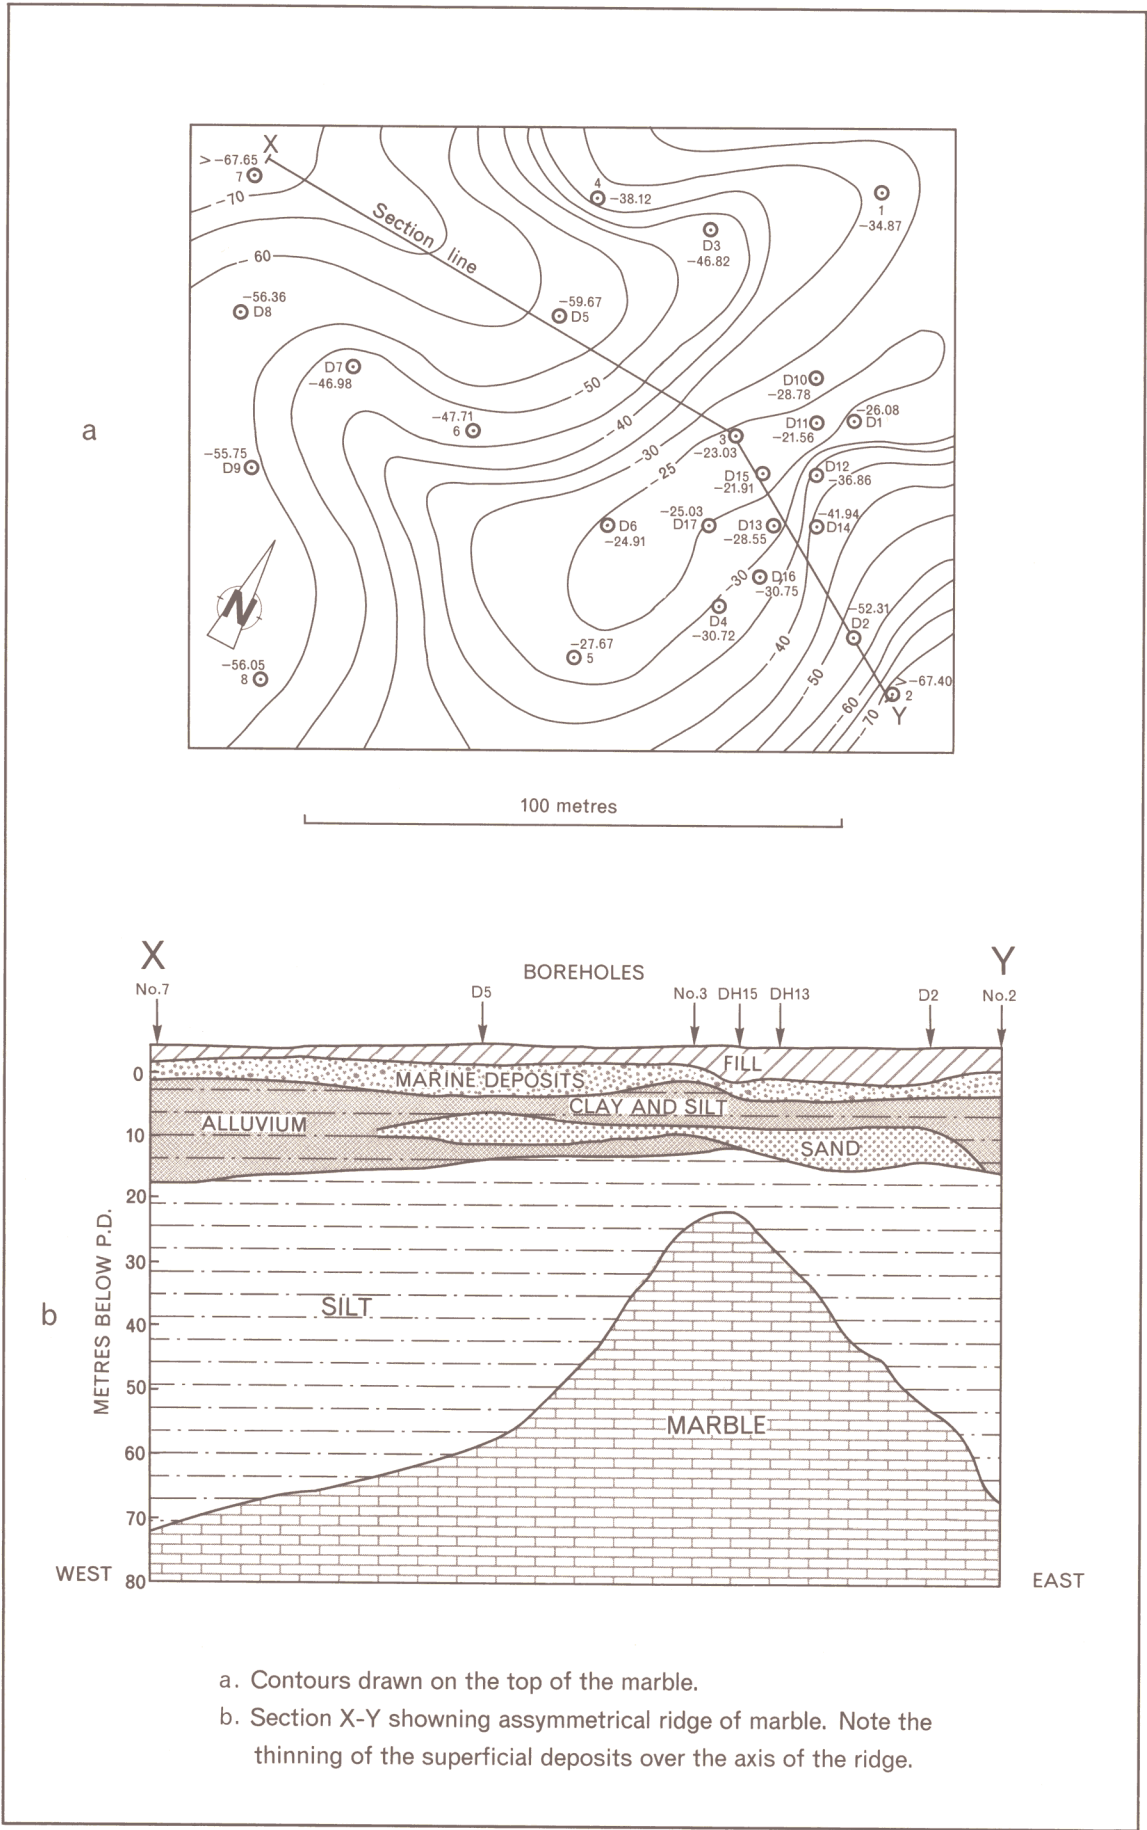 a
X
> -67.65
7
-70
60
Section line
4
-38.12
1
-34.87
D3
-46.82
-56.36
D8
-59.67
D5
D7
-46.98
-50
-47.71
6
-40
D10
-28.78
-30
-25
3
-23.03
D11
-21.56
-26.08
D1
-55.75
D9
D15
-21.91
D12
-36.86
D6
-24.91
-25.03
D17
D13
-28.55
-41.94
D14
-30
D16
-30.75
D4
-30.72
N
-27.67
5
-40
-52.31
D2
-50
-56.05
8
-60
-70
>-67.40
2
Y
100 metres
b
X
Y
BOREHOLES
No.7
D5
No.3
DH15
DH13
D2
No.2
FILL
MARINE DEPOSITS
CLAY AND SILT
ALLUVIUM
SAND
SILT
MARBLE
METRES BELOW P.D.
0
10
20
30
40
50
60
70
80
WEST
EAST
a. Contours drawn on the top of the marble.
b. Section X-Y showning assymmetrical ridge of marble. Note the
thinning of the superficial deposits over the axis of the ridge.